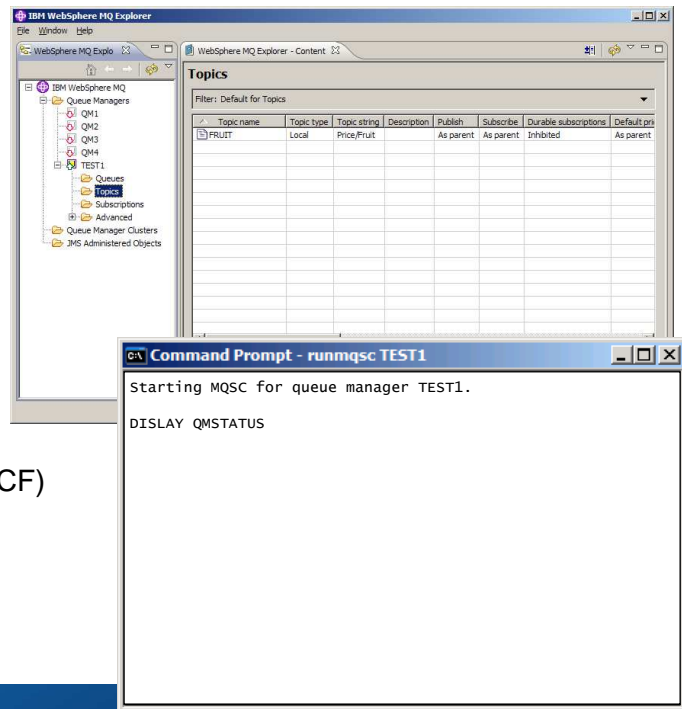 IBM WebSphere MQ Explorer
File Window Help
WebSphere MQ Explo
IBM WebSphere MQ
Queue Managers
QM1
QM2
QM3
QM4
TEST1
Queues
Topics
Subscriptions
Advanced
Queue Manager Clusters
JMS Administered Objects
WebSphere MQ Explorer - Content
Topics
Filter: Default for Topics
Topic name Topic type Topic string Description Publish Subscribe Durable subscriptions Default pri
FRUIT Local Price/Fruit As parent As parent Inhibited As parent
CF)
Command Prompt - runmqsc TEST1
Starting MQSC for queue manager TEST1.
DISLAY QMSTATUS